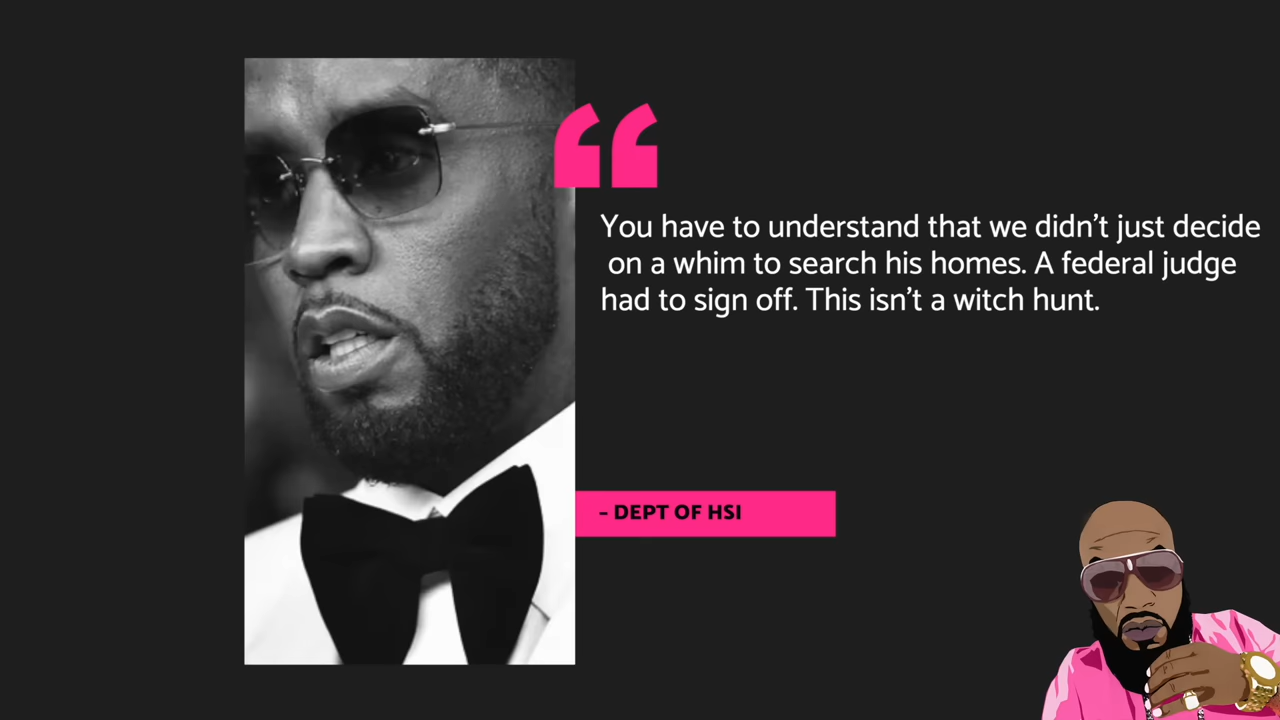 “
You have to understand that we didn’t just decide
on a whim to search his homes. A federal judge
had to sign off. This isn’t a witch hunt.
– DEPT OF HSI